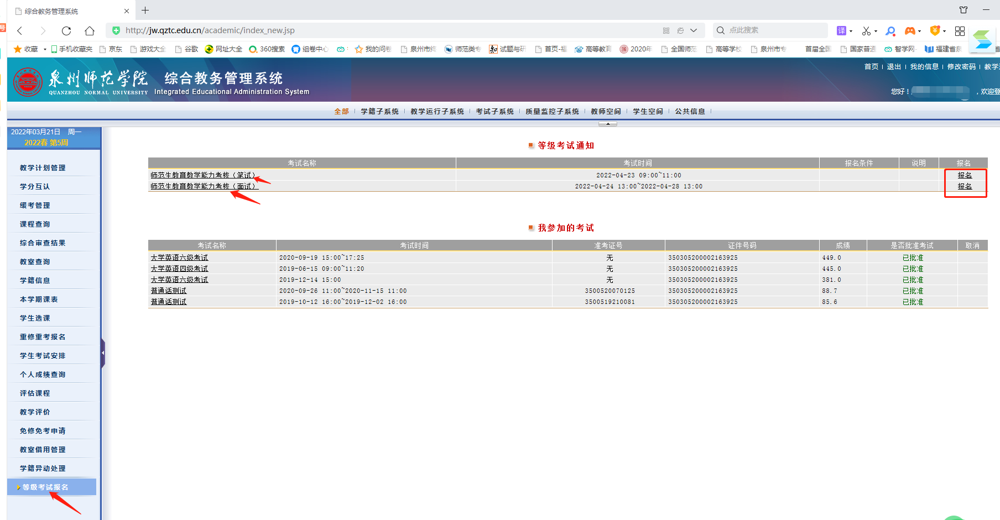 综合教务管理系统
号
http://jw.qztc.edu.cn/academic/index_new.jsp
点此搜索
译
收藏 手机收藏夹 京东 游戏大全 谷歌 网址大全 360搜索 组卷中心 我的问卷 泉州市终 师范类专 试题与研 首页-福 高等教育 2020年 全国师范 高等学校 泉州市专 首届全国 国家普通 智学网- 福建省泉
泉州师范学院 综合教务管理系统
QUANZHOU NORMAL UNIVERSITY Integrated Educational Administration System
首页 退出 我的信息 修改密码 教学
您好！ ，欢迎登
全部 学籍子系统 教学运行子系统 考试子系统 质量监控子系统 教师空间 学生空间 公共信息
2022年03月21日 周一
2022春 第5周
教学计划管理
学分互认
缓考管理
课程查询
综合审查结果
教室查询
学籍信息
本学期课表
学生选课
重修重考报名
学生考试安排
个人成绩查询
评估课程
教学评价
免修免考申请
教室借用管理
学籍异动处理
等级考试报名
等级考试通知
考试名称 考试时间 报名条件 说明 报名
师范生教育教学能力考核（笔试） 2022-04-23 09:00~11:00 报名
师范生教育教学能力考核（面试） 2022-04-24 13:00~2022-04-28 13:00 报名
我参加的考试
考试名称 考试时间 准考证号 证件号码 成绩 是否批准考试 取消
大学英语六级考试 2020-09-19 15:00~17:25 无 350305200002163925 449.0 已批准
大学英语四级考试 2019-06-15 09:00~11:20 无 350305200002163925 445.0 已批准
大学英语六级考试 2019-12-14 15:00 无 350305200002163925 381.0 已批准
普通话测试 2020-09-26 11:00~2020-11-15 11:00 3500520070125 350305200002163925 88.7 已批准
普通话测试 2019-10-12 16:00~2019-12-02 16:00 3500519210081 350305200002163925 85.6 已批准